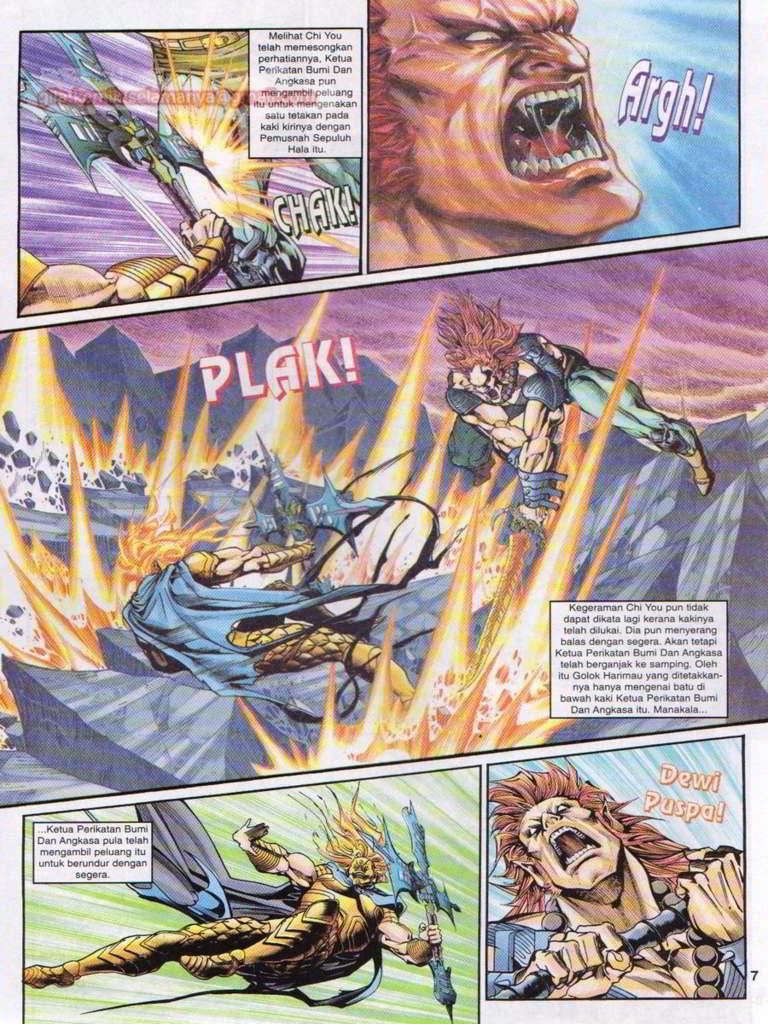 Melihat Chi You
telah memesongkan
perhatiannya, Ketua
Perikatan Bumi Dan
Angkasa pun
mengambil peluang
itu untuk mengenakan
satu tetakan pada
kaki kirinya dengan
Pemusnah Sepuluh
Hala itu.
CHAK!
Argh!
PLAK!
Kegeraman Chi You pun tidak
dapat dikata lagi kerana kakinya
telah dilukai. Dia pun menyerang
balas dengan segera. Akan tetapi
Ketua Perikatan Bumi Dan Angkasa
telah berganjak ke samping. Oleh
itu Golok Harimau yang ditetakkan-
nya hanya mengenai batu di
bawah kaki Ketua Perikatan Bumi
Dan Angkasa itu. Manakala...
...Ketua Perikatan Bumi
Dan Angkasa pula telah
mengambil peluang itu
untuk berundur dengan
segera.
Dewi
Puspa!
7